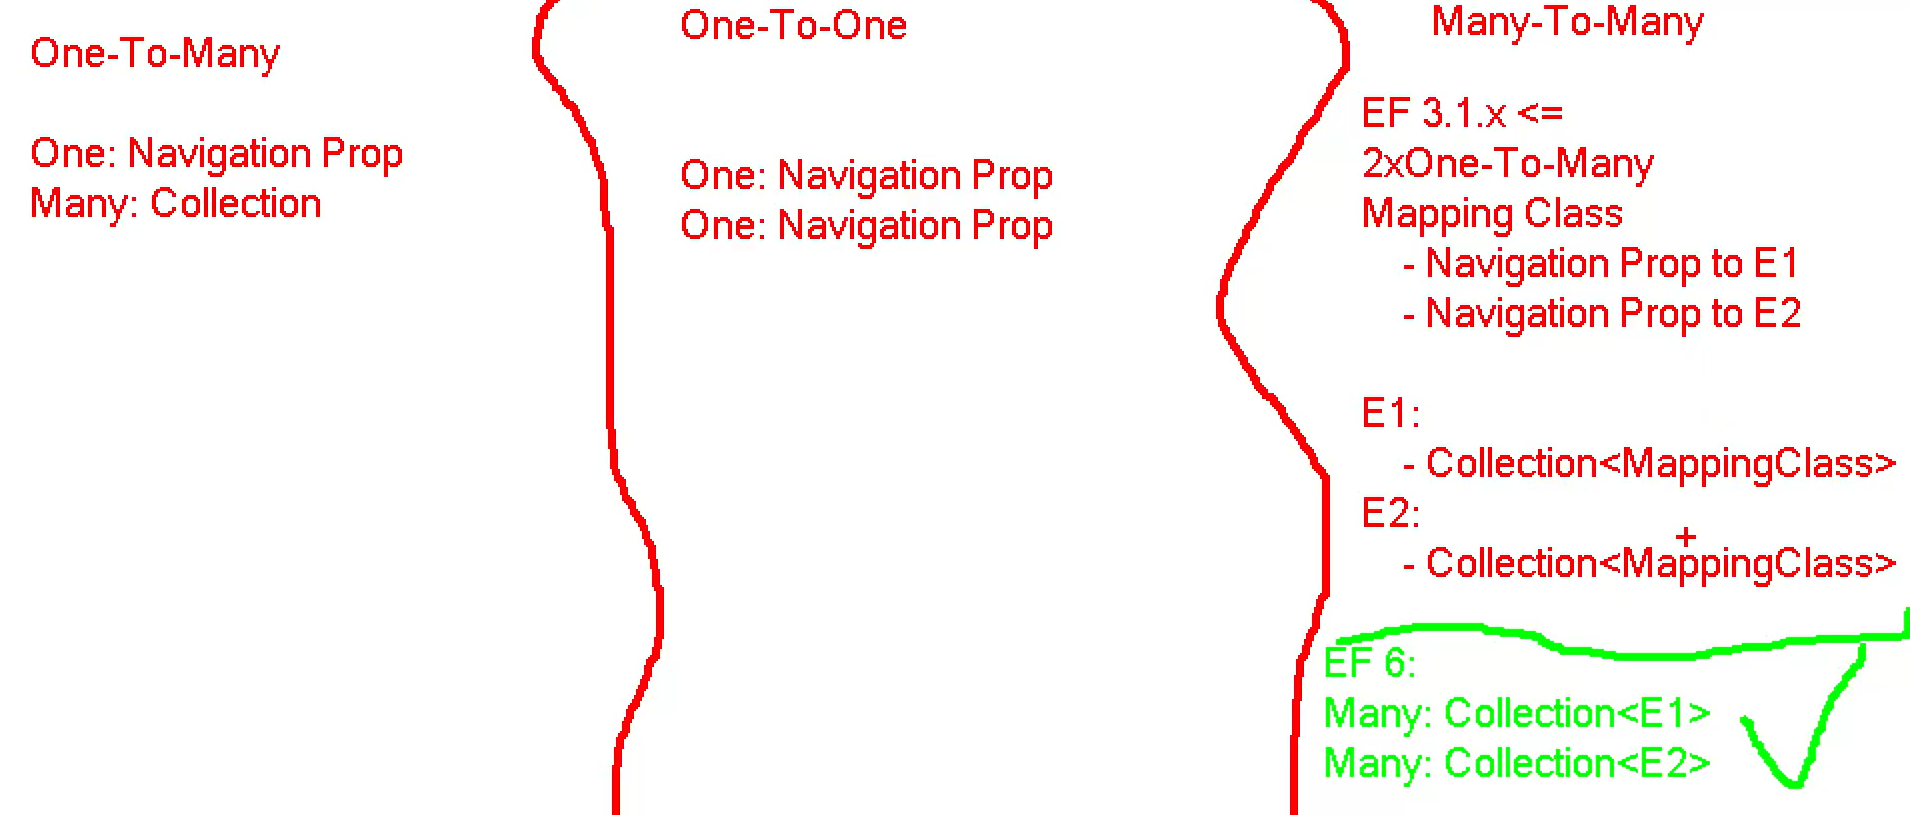 One-To-Many
One: Navigation Prop
Many: Collection
One-To-One
One: Navigation Prop
One: Navigation Prop
Many-To-Many
EF 3.1.x <=
2xOne-To-Many
Mapping Class
- Navigation Prop to E1
- Navigation Prop to E2
E1:
- Collection<MappingClass>
E2:
- Collection<MappingClass>
EF 6:
Many: Collection<E1>
Many: Collection<E2>